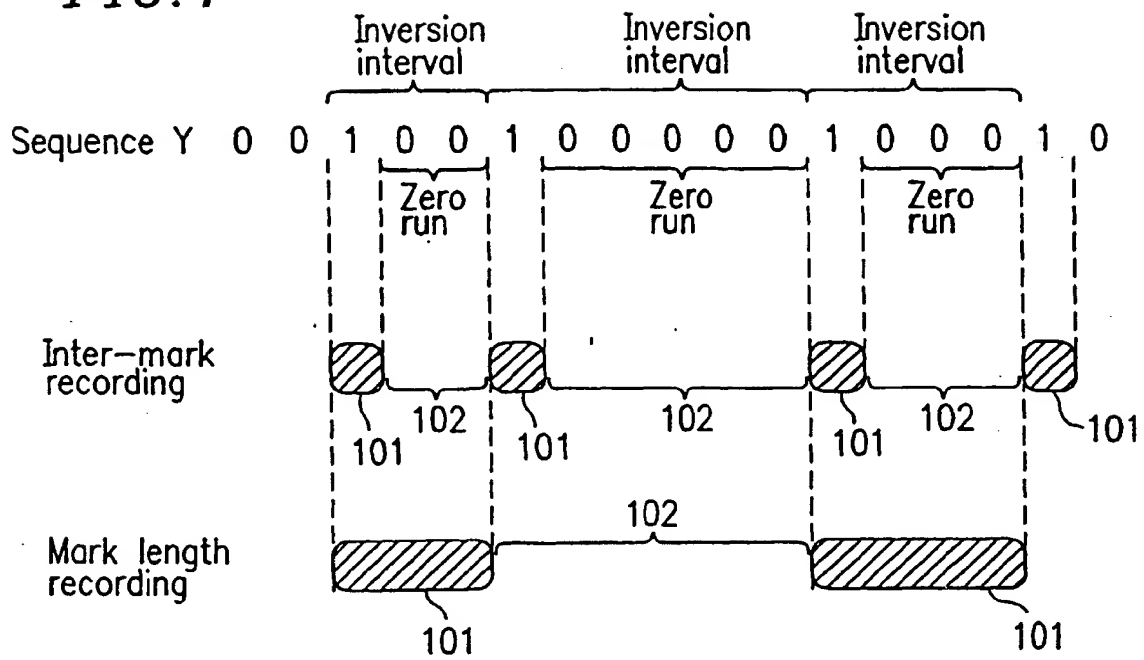 Inversion interval
Inversion interval
Inversion interval
Sequence Y 0 0 1 0 0 1 0 0 0 0 0 1 0 0 0 1 0
Zero run
Zero run
Zero run
Inter-mark recording
102
102
102
101
101
101
101
102
Mark length recording
101
101